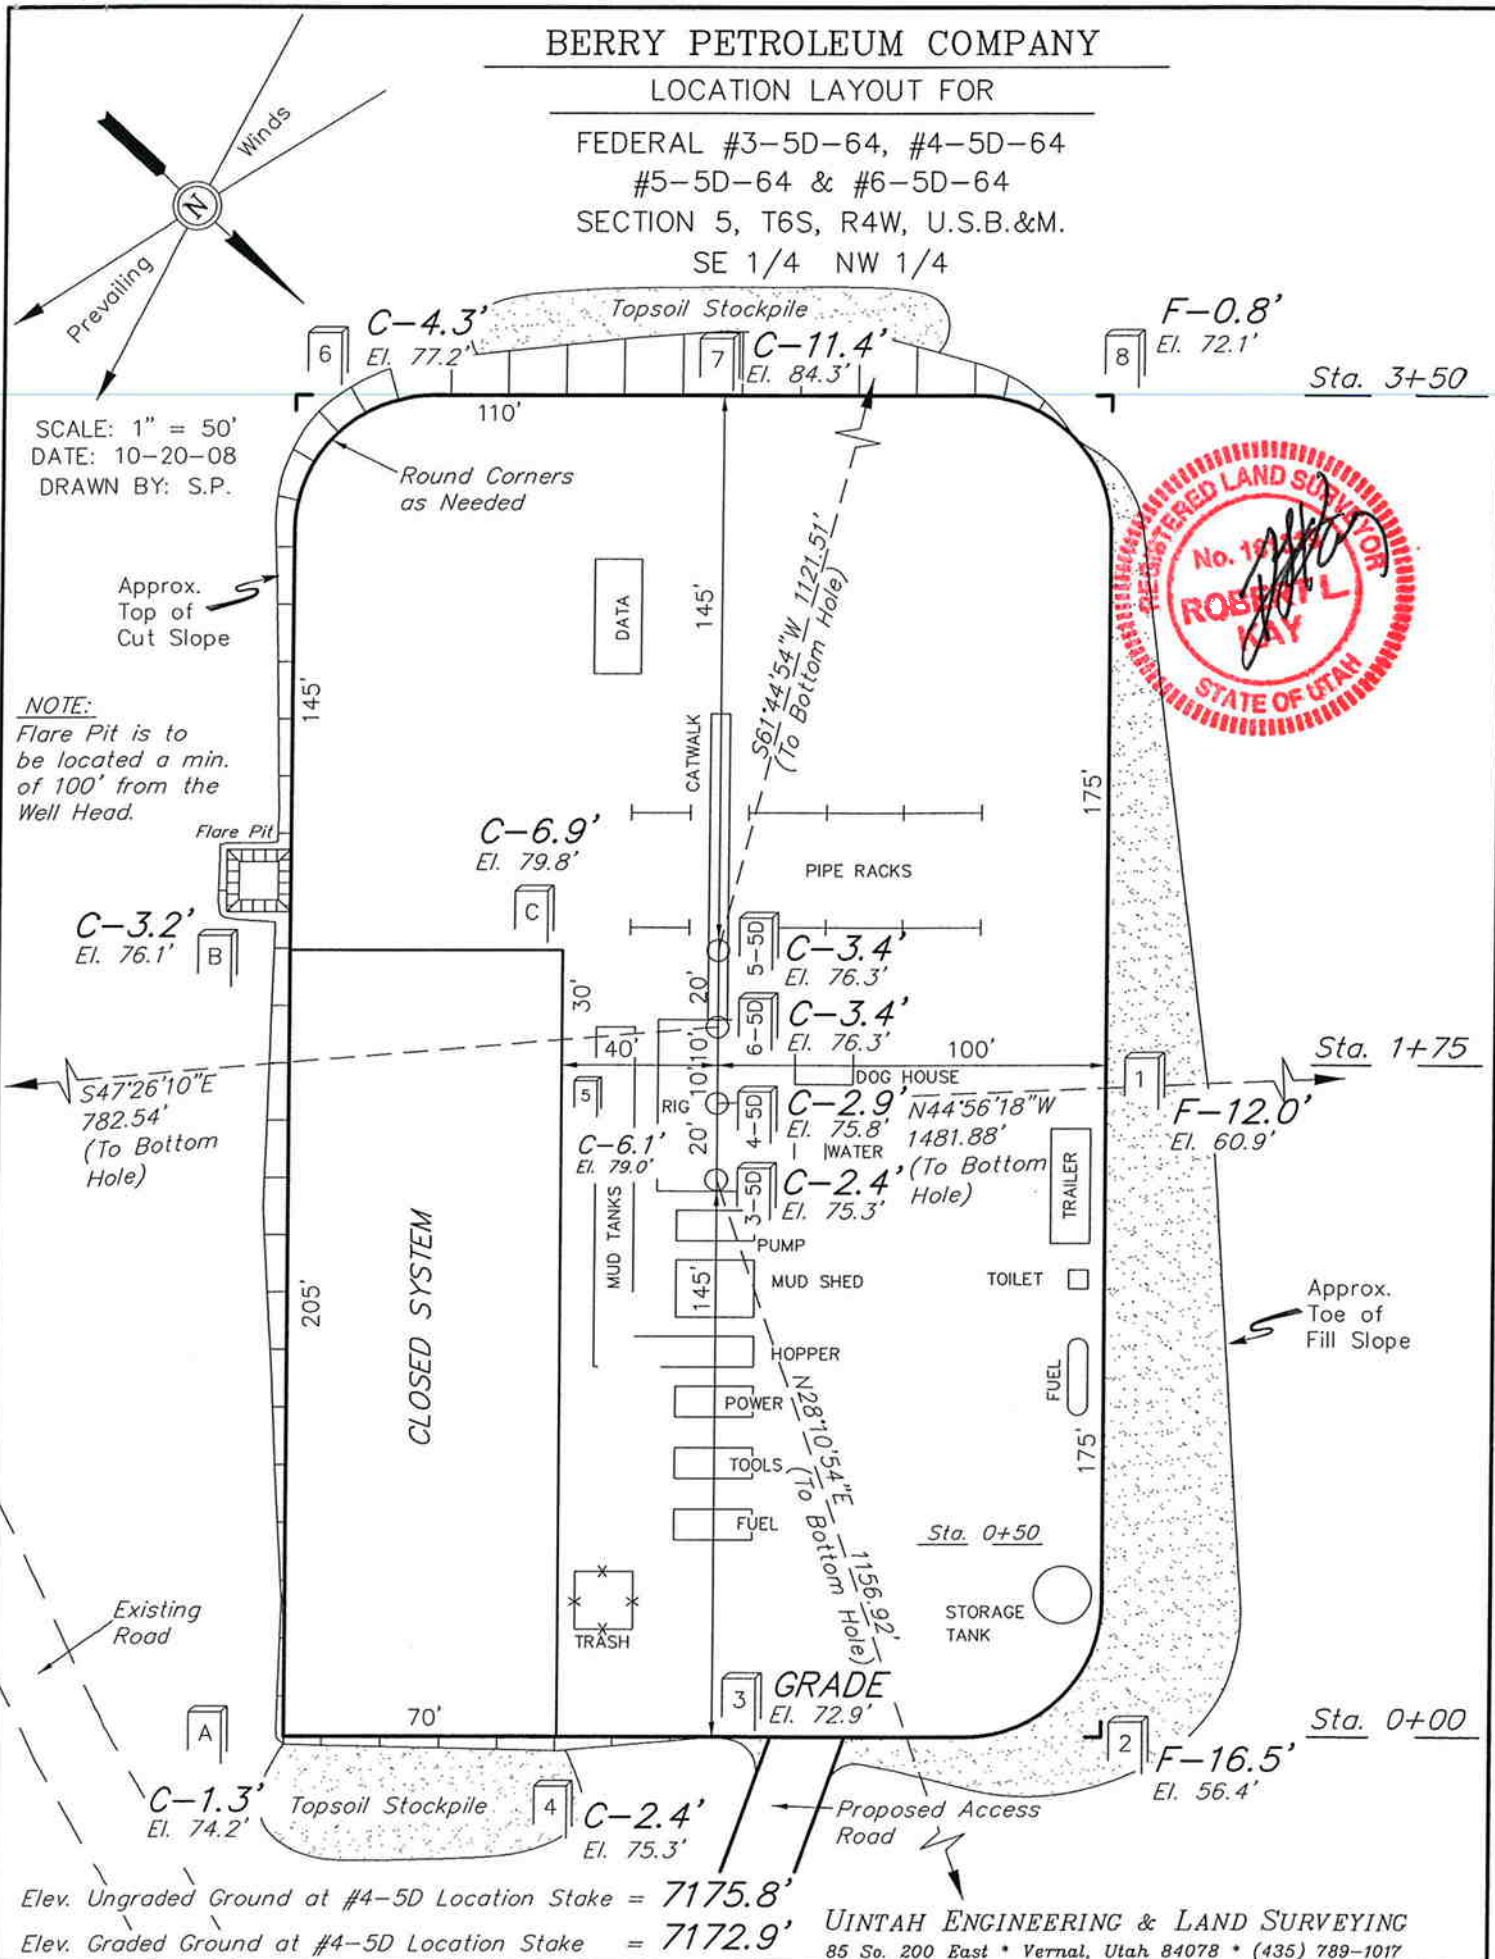 BERRY PETROLEUM COMPANY
LOCATION LAYOUT FOR
FEDERAL #3-5D-64, #4-5D-64
#5-5D-64 & #6-5D-64
SECTION 5, T6S, R4W, U.S.B.&M.
SE 1/4 NW 1/4
Winds
N
Prevailing
SCALE: 1" = 50'
DATE: 10-20-08
DRAWN BY: S.P.
6
C-4.3'
El. 77.2'
Topsoil Stockpile
7
C-11.4'
El. 84.3'
8
F-0.8'
El. 72.1'
Sta. 3+50
110'
Round Corners
as Needed
REGISTERED LAND SURVEYOR
ROBERT L.
KAY
STATE OF UTAH
Approx.
Top of
Cut Slope
DATA
145'
S61°44'54"W 1121.51'
(To Bottom Hole)
145'
NOTE:
Flare Pit is to
be located a min.
of 100' from the
Well Head.
Flare Pit
CATWALK
175'
C-6.9'
El. 79.8'
PIPE RACKS
C
C-3.2'
El. 76.1'
B
5-5D
C-3.4'
El. 76.3'
30'
20'
6-5D
C-3.4'
El. 76.3'
40'
10'
10'
100'
Sta. 1+75
DOG HOUSE
S47°26'10"E
782.54'
(To Bottom
Hole)
5
RIG
4-5D
C-2.9'
El. 75.8'
N44°56'18"W
1481.88'
(To Bottom
Hole)
1
F-12.0'
El. 60.9'
C-6.1'
El. 79.0'
20'
WATER
3-5D
C-2.4'
El. 75.3'
TRAILER
MUD TANKS
PUMP
CLOSED SYSTEM
145'
MUD SHED
TOILET
205'
Approx.
Toe of
Fill Slope
HOPPER
FUEL
POWER
N28°10'54"E 1156.92'
(To Bottom Hole)
175'
TOOLS
FUEL
Sta. 0+50
Existing
Road
TRASH
STORAGE
TANK
3
GRADE
El. 72.9'
70'
A
2
Sta. 0+00
F-16.5'
El. 56.4'
C-1.3'
El. 74.2'
Topsoil Stockpile
4
C-2.4'
El. 75.3'
Proposed Access
Road
Elev. Ungraded Ground at #4-5D Location Stake = 7175.8'
Elev. Graded Ground at #4-5D Location Stake = 7172.9'
UINTAH ENGINEERING & LAND SURVEYING
85 So. 200 East * Vernal, Utah 84078 * (435) 789-1017